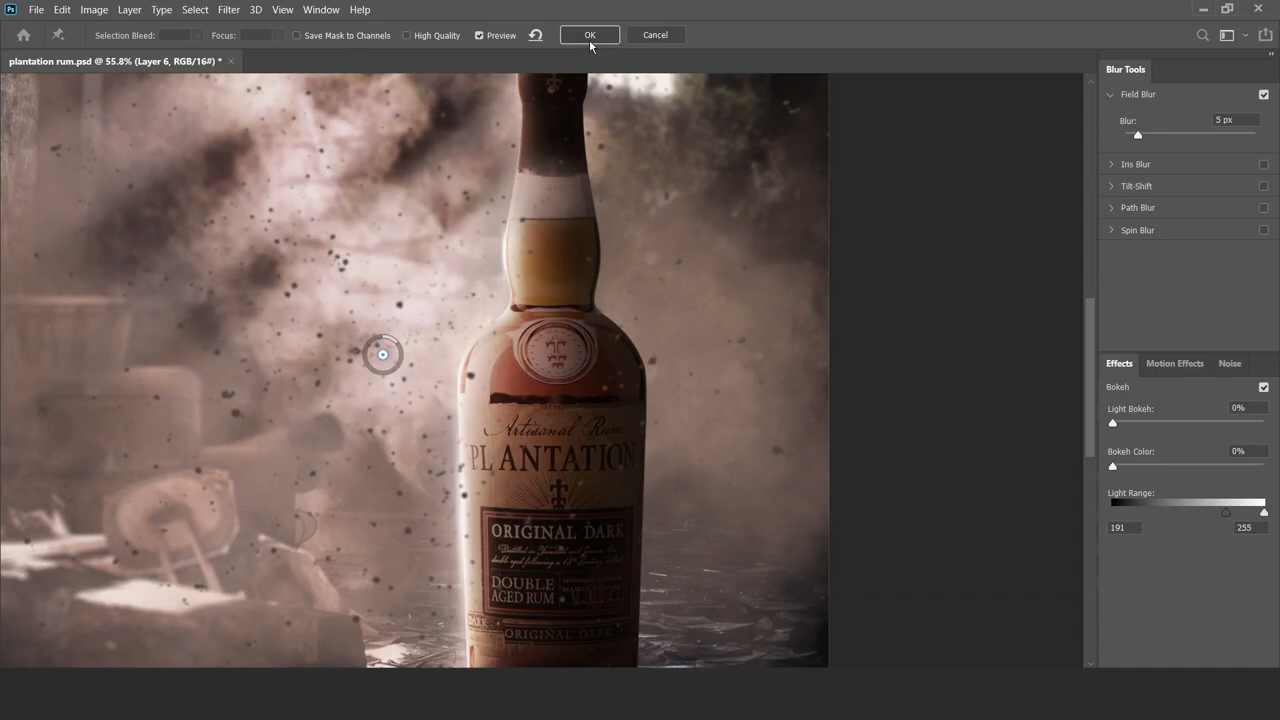 Ps File Edit Image Layer Type Select Filter 3D View Window Help
Selection Bleed: Focus: Save Mask to Channels High Quality Preview OK Cancel
plantation rum.psd @ 55.8% (Layer 6, RGB/16#) * ×
Blur Tools
Field Blur
Blur: 5 px
Iris Blur
Tilt-Shift
Path Blur
Spin Blur
Effects Motion Effects Noise
Bokeh
Light Bokeh: 0%
Bokeh Color: 0%
Light Range:
191 255
Artisanal Rum
PLANTATION
ORIGINAL DARK
DOUBLE
AGED RUM
DARK ORIGINAL DARK